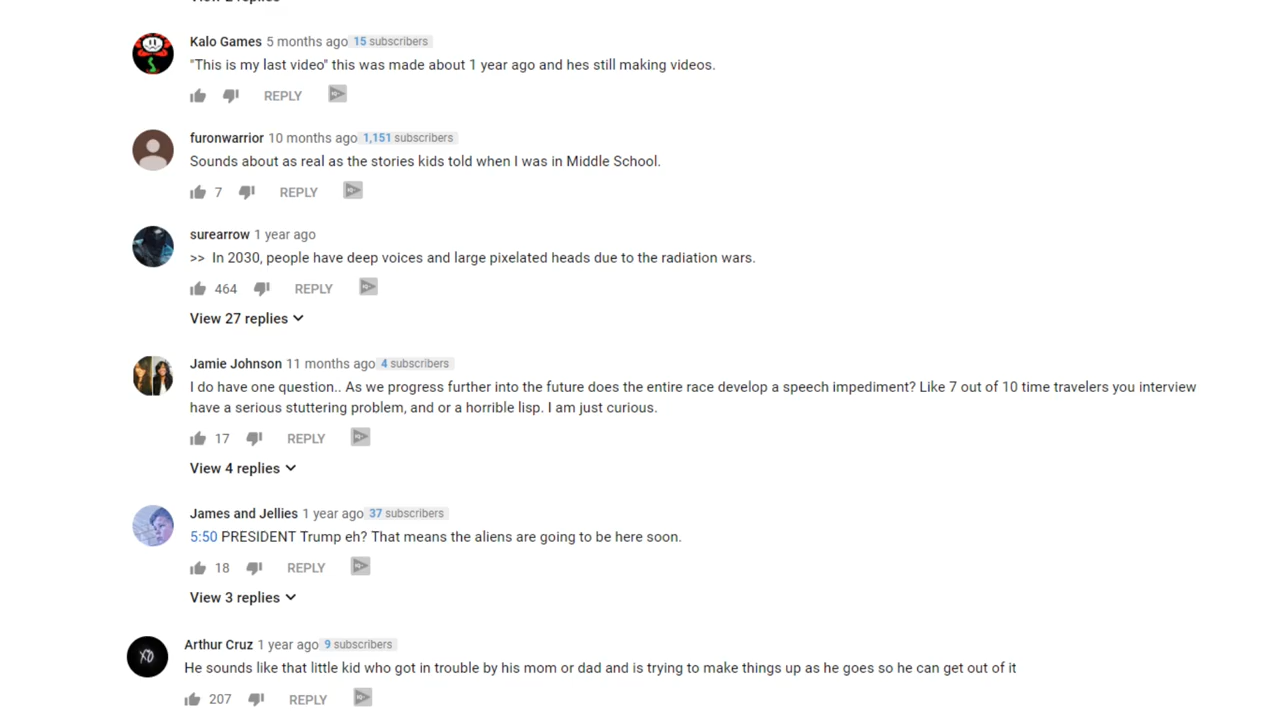 Kalo Games 5 months ago 15 subscribers
"This is my last video" this was made about 1 year ago and hes still making videos.
REPLY
furonwarrior 10 months ago 1,151 subscribers
Sounds about as real as the stories kids told when I was in Middle School.
7 REPLY
surearrow 1 year ago
>> In 2030, people have deep voices and large pixelated heads due to the radiation wars.
464 REPLY
View 27 replies
Jamie Johnson 11 months ago 4 subscribers
I do have one question.. As we progress further into the future does the entire race develop a speech impediment? Like 7 out of 10 time travelers you interview
have a serious stuttering problem, and or a horrible lisp. I am just curious.
17 REPLY
View 4 replies
James and Jellies 1 year ago 37 subscribers
5:50 PRESIDENT Trump eh? That means the aliens are going to be here soon.
18 REPLY
View 3 replies
XO
Arthur Cruz 1 year ago 9 subscribers
He sounds like that little kid who got in trouble by his mom or dad and is trying to make things up as he goes so he can get out of it
207 REPLY